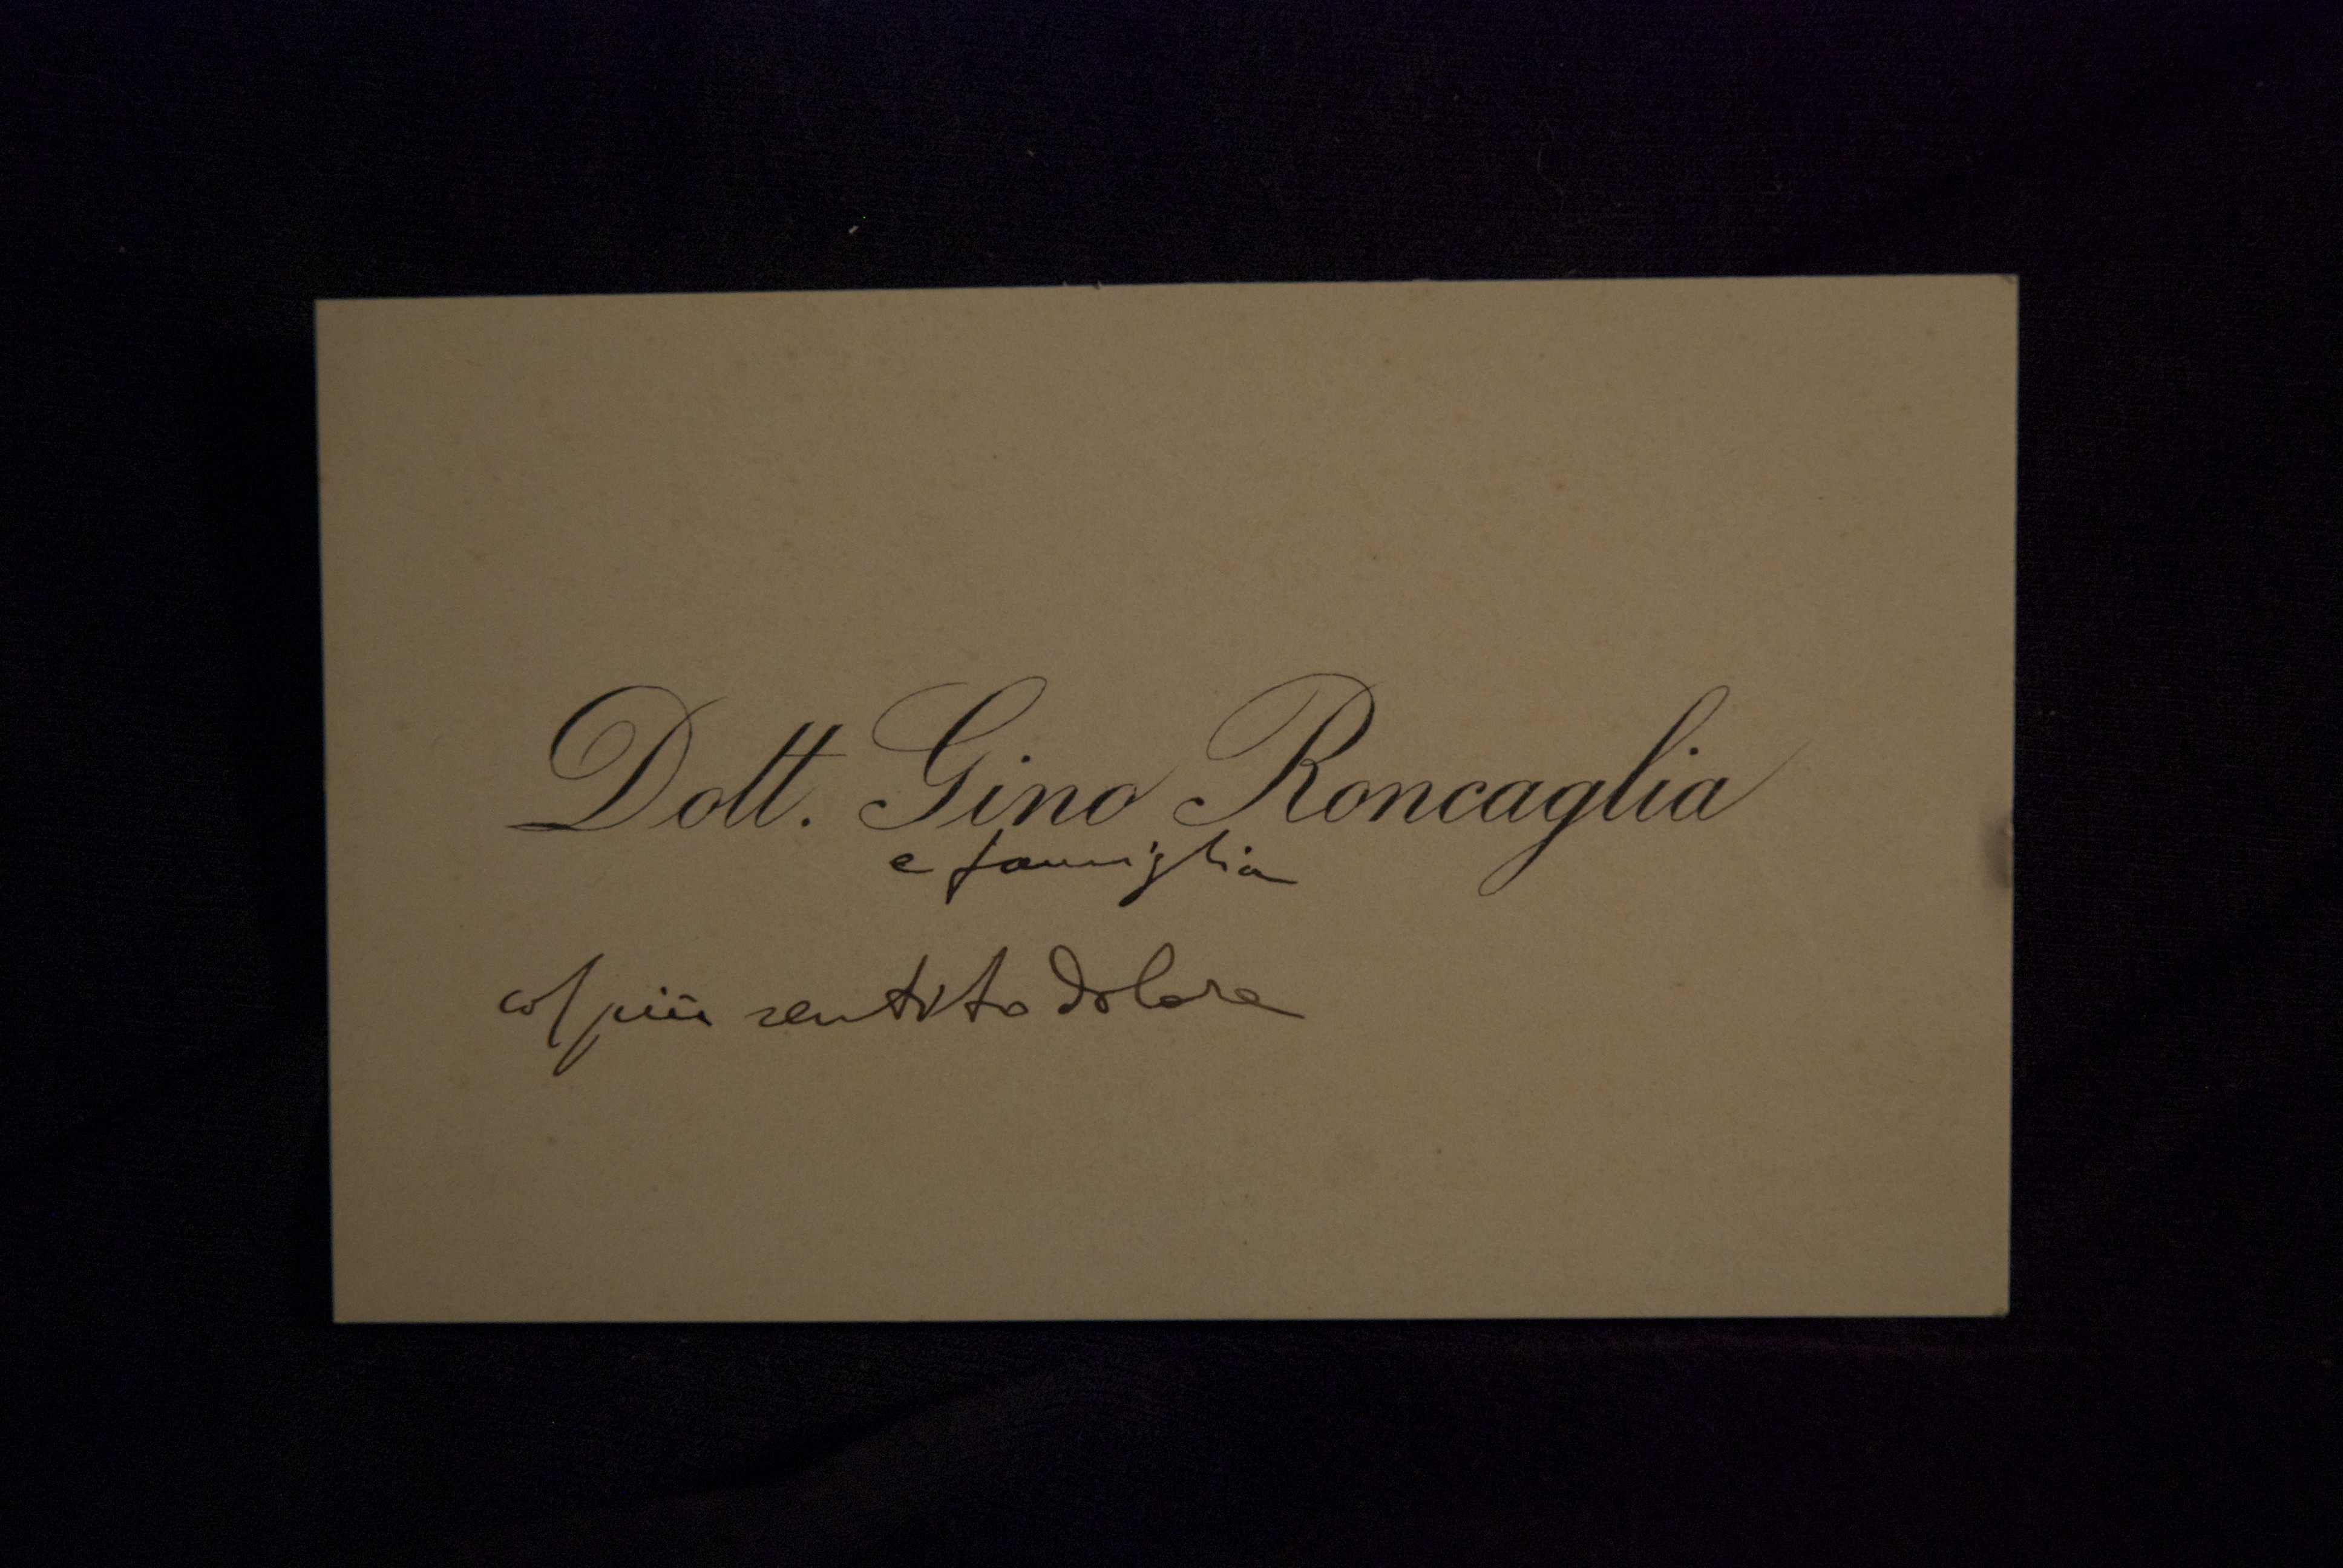 Dott. Gino Roncaglia
e famiglia
col più sentito dolore